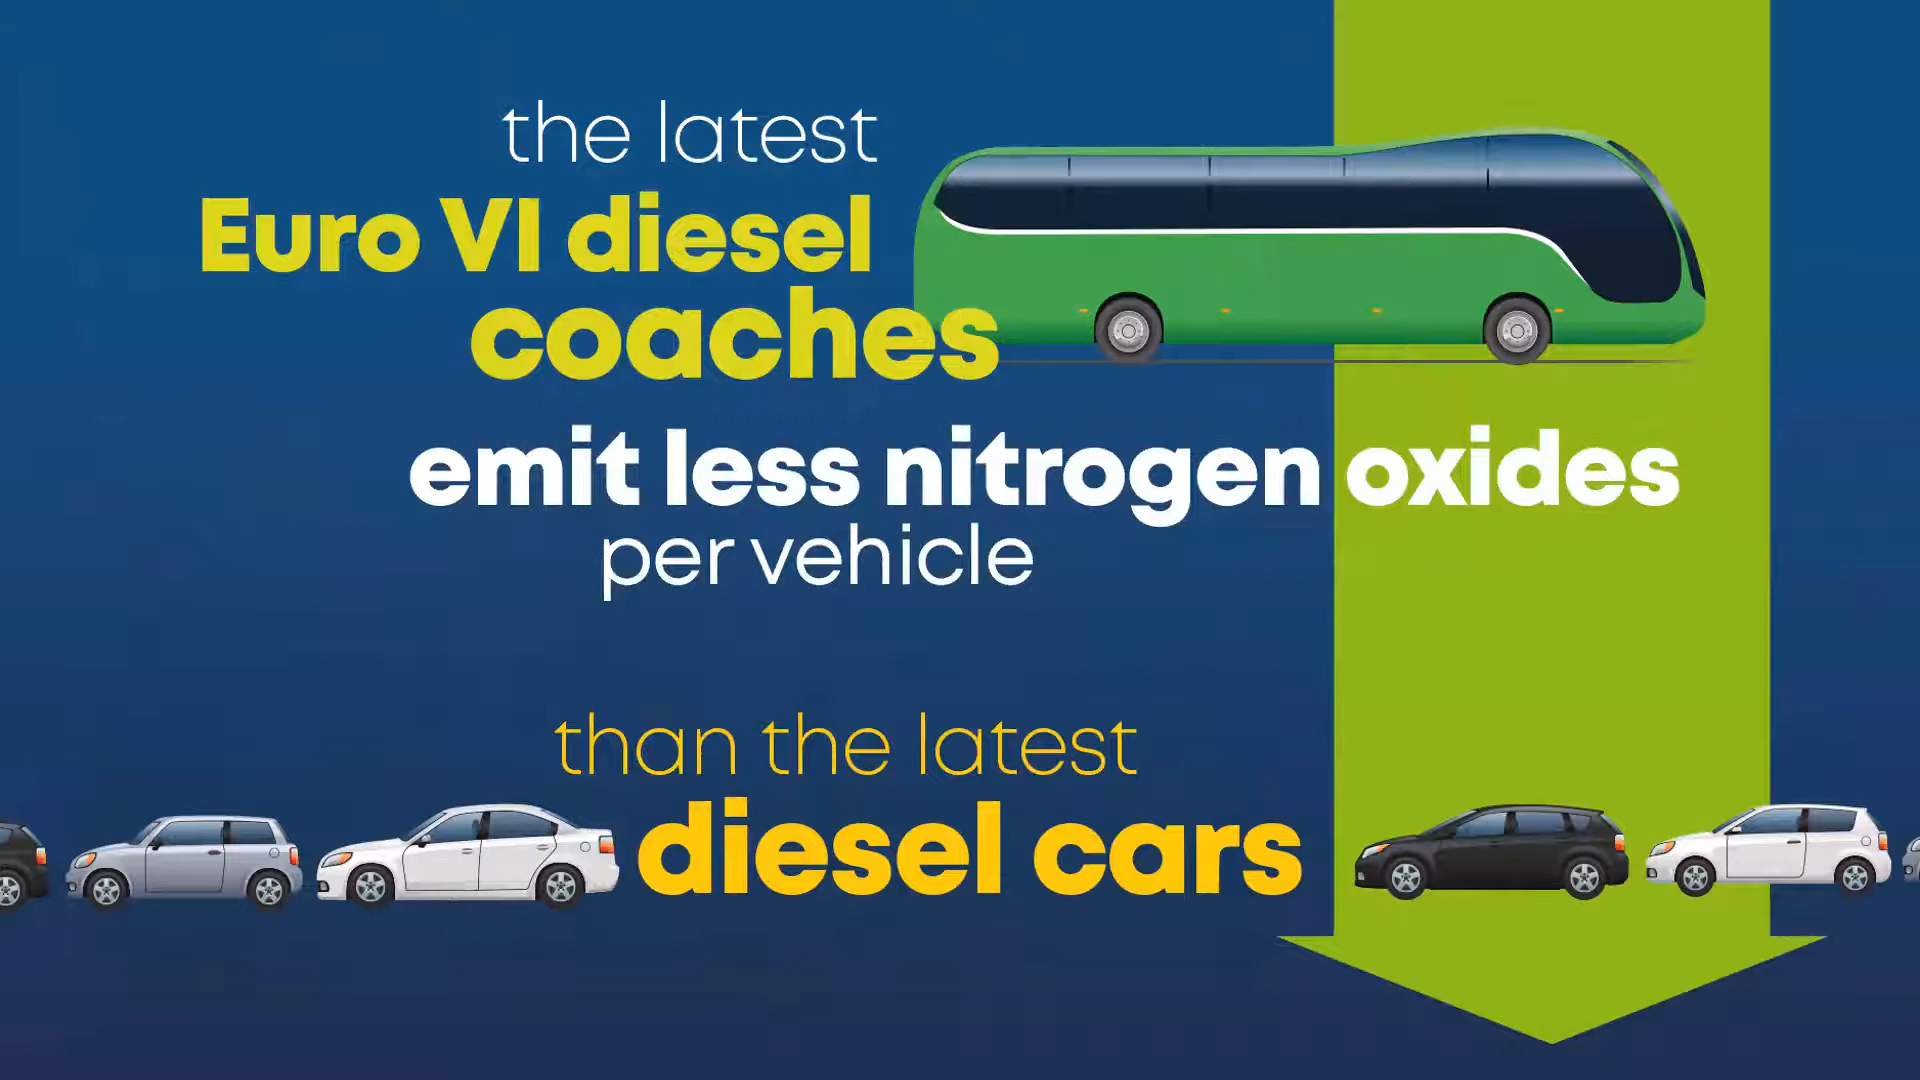 the latest
Euro VI diesel
coaches
emit less nitrogen oxides
per vehicle
than the latest
diesel cars